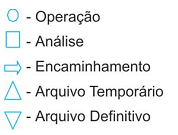 - Operação
- Análise
- Encaminhamento
- Arquivo Temporário
- Arquivo Definitivo